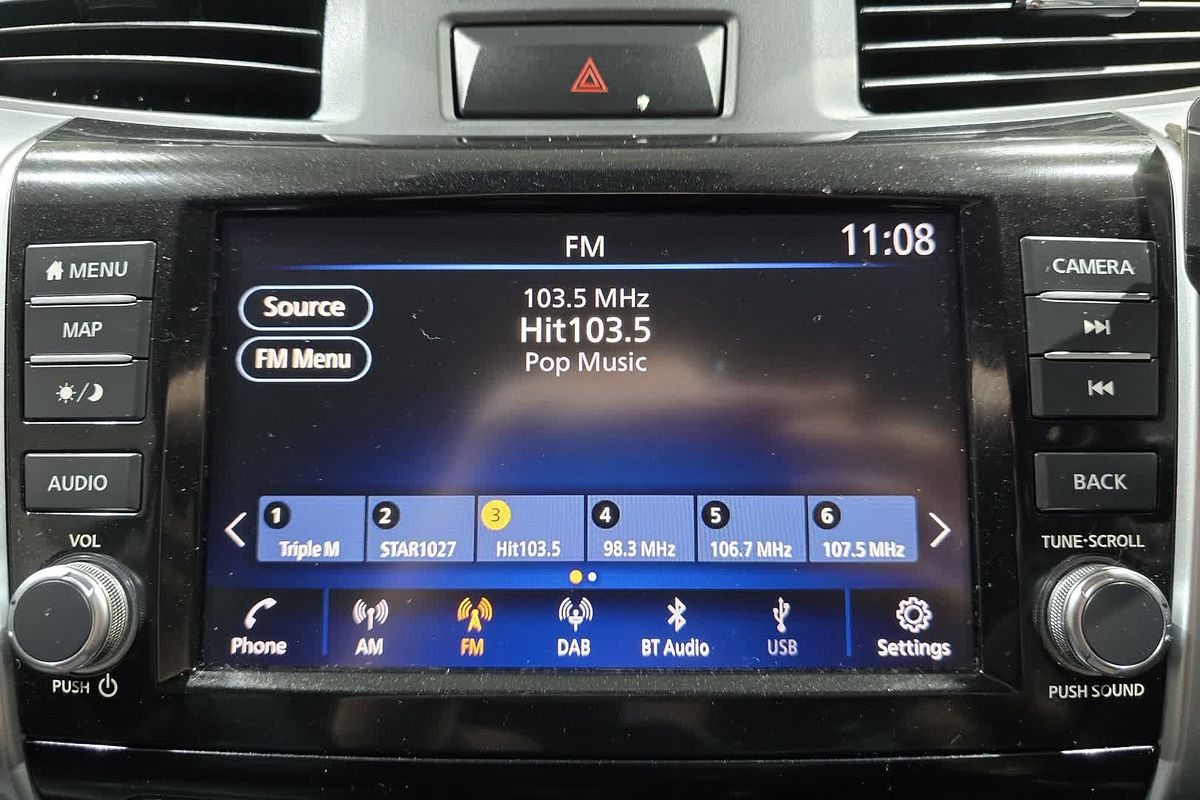 FM
11:08
MENU
MAP
AUDIO
VOL
PUSH
Source
FM Menu
103.5 MHz
Hit103.5
Pop Music
1
Triple M
2
STAR1027
3
Hit103.5
4
98.3 MHz
5
106.7 MHz
6
107.5 MHz
Phone
AM
FM
DAB
BT Audio
USB
Settings
CAMERA
BACK
TUNE·SCROLL
PUSH SOUND